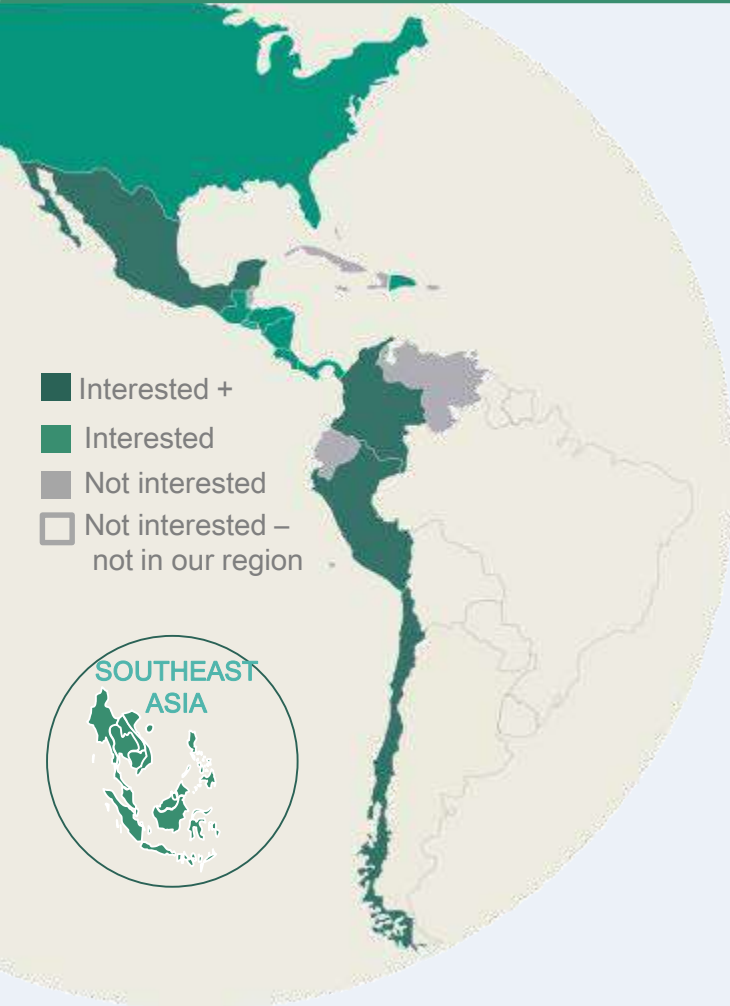 Interested +
Interested
Not interested
Not interested –
not in our region
SOUTHEAST
ASIA